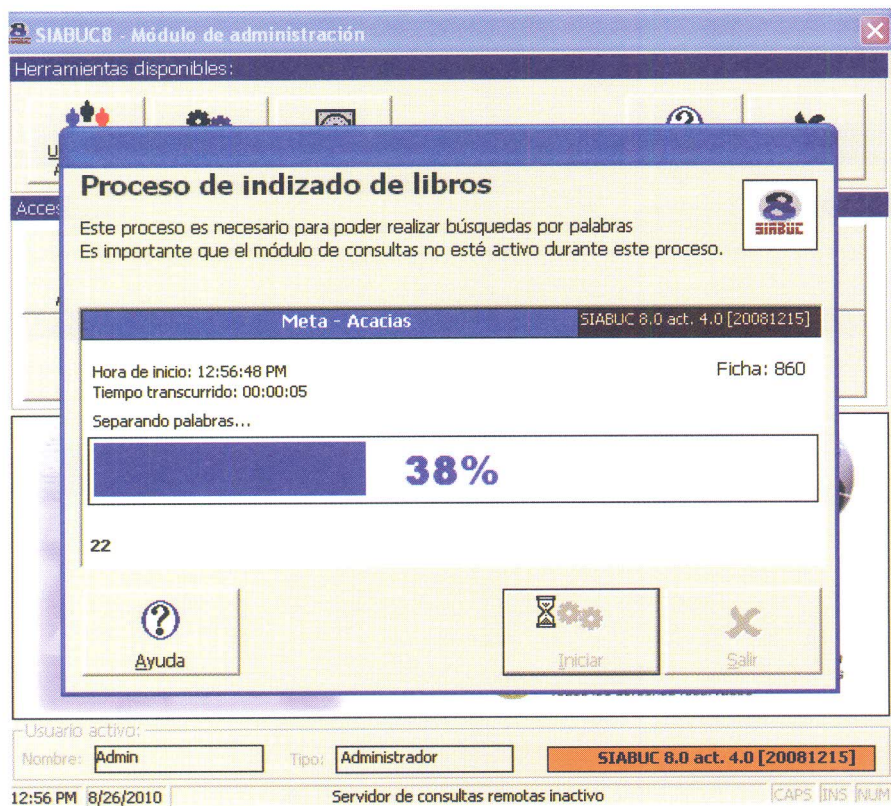 8 SIABUC8 - Módulo de administración
Herramientas disponibles:
Proceso de indizado de libros
Este proceso es necesario para poder realizar búsquedas por palabras
Es importante que el módulo de consultas no esté activo durante este proceso.
8
SIABUC
Acces
Meta - Acacias
SIABUC 8.0 act. 4.0 [20081215]
Hora de inicio: 12:56:48 PM
Ficha: 860
Tiempo transcurrido: 00:00:05
Separando palabras...
38%
22
Ayuda
Iniciar
Salir
Usuario activo:
Nombre: Admin
Tipo: Administrador
SIABUC 8.0 act. 4.0 [20081215]
12:56 PM 8/26/2010
Servidor de consultas remotas inactivo
CAPS INS NUM